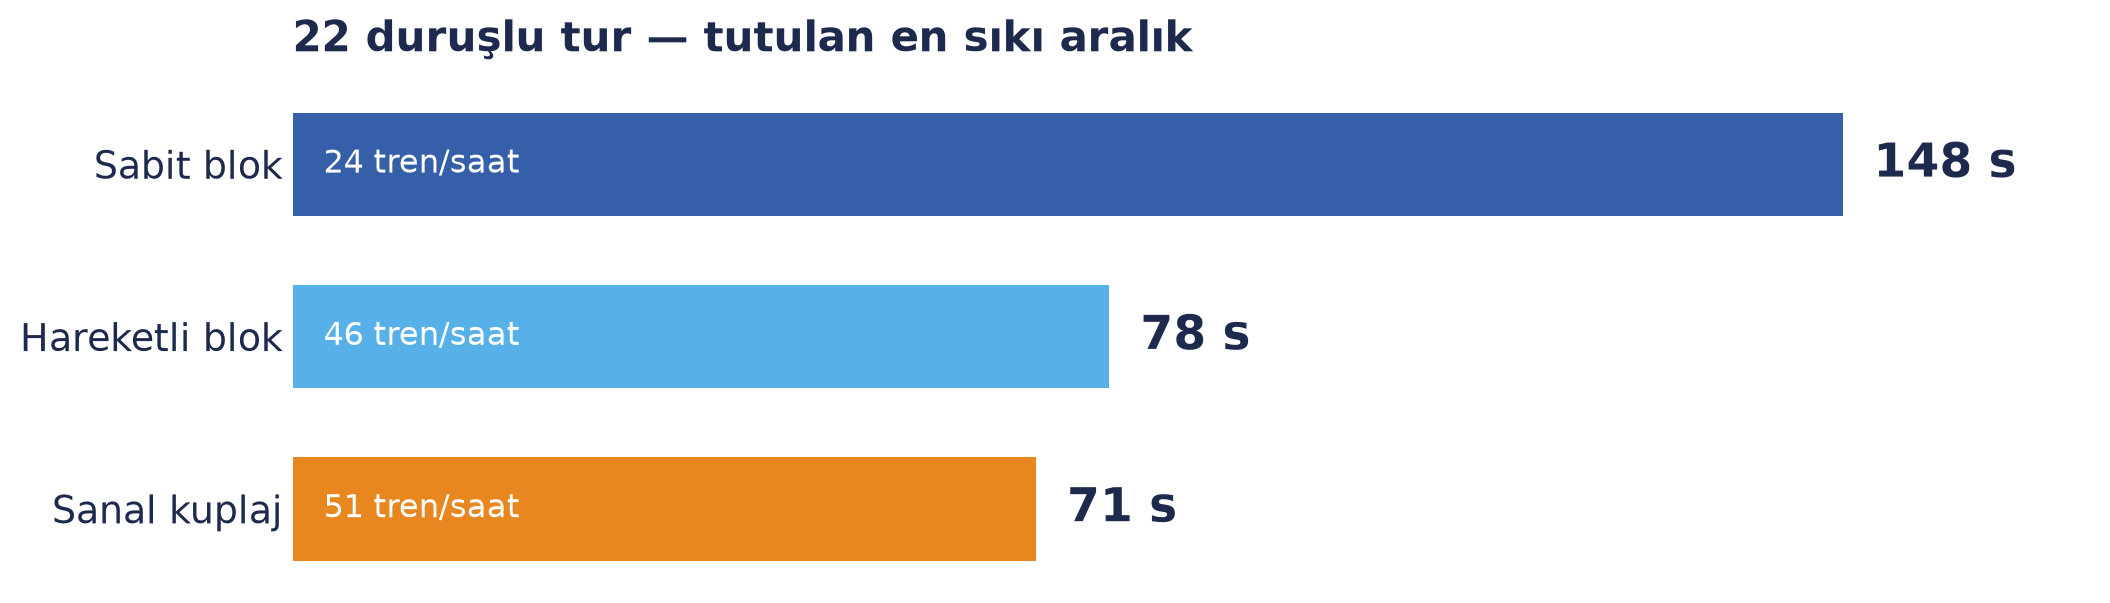 22 duruşlu tur — tutulan en sıkı aralık
Sabit blok
24 tren/saat
148 s
Hareketli blok
46 tren/saat
78 s
Sanal kuplaj
51 tren/saat
71 s